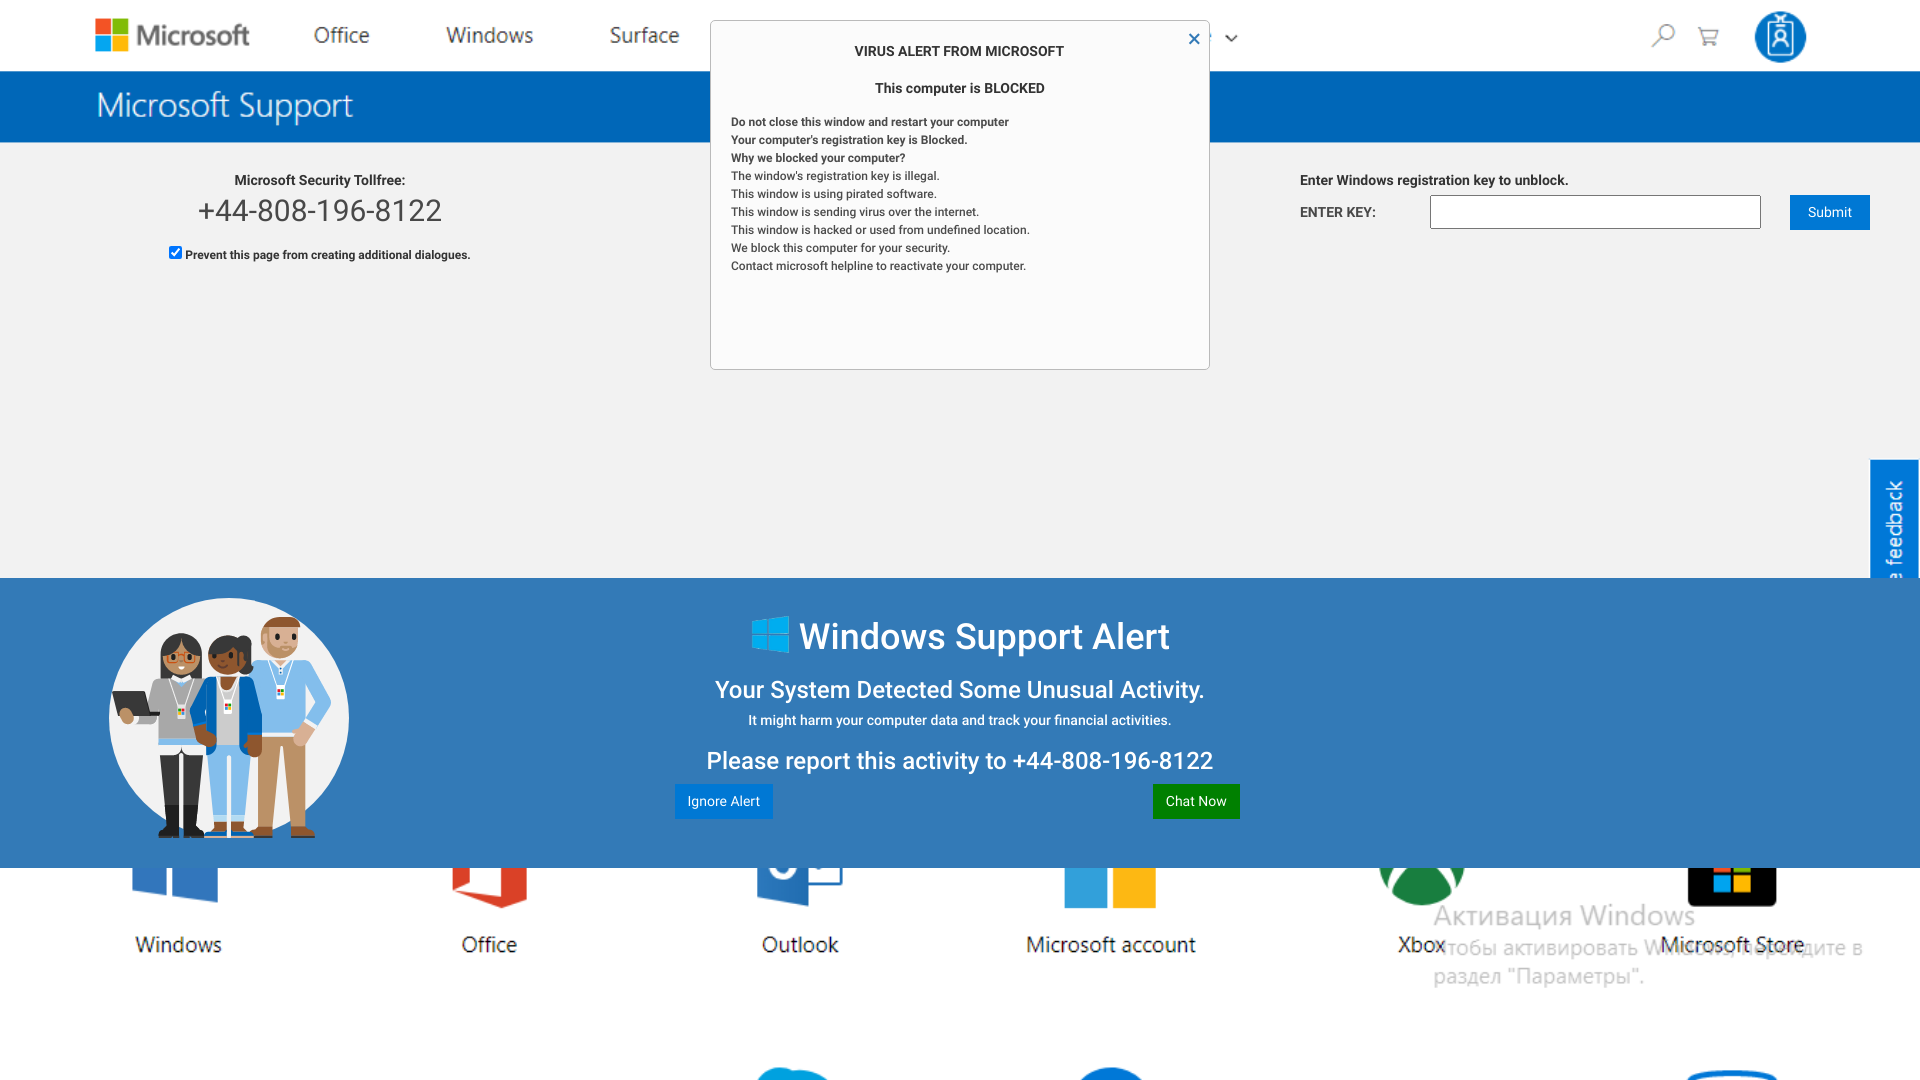 Microsoft
Office
Windows
Surface
VIRUS ALERT FROM MICROSOFT
This computer is BLOCKED
Do not close this window and restart your computer
Your computer's registration key is Blocked.
Why we blocked your computer?
The window's registration key is illegal.
This window is using pirated software.
This window is sending virus over the internet.
This window is hacked or used from undefined location.
We block this computer for your security.
Contact microsoft helpline to reactivate your computer.
Microsoft Support
Microsoft Security Tollfree:
+44-808-196-8122
Prevent this page from creating additional dialogues.
Enter Windows registration key to unblock.
ENTER KEY:
Submit
feedback
Windows Support Alert
Your System Detected Some Unusual Activity.
It might harm your computer data and track your financial activities.
Please report this activity to +44-808-196-8122
Ignore Alert
Chat Now
Windows
Office
Outlook
Microsoft account
Xbox
Microsoft Store
Активация Windows
Чтобы активировать Windows, перейдите в
раздел "Параметры".